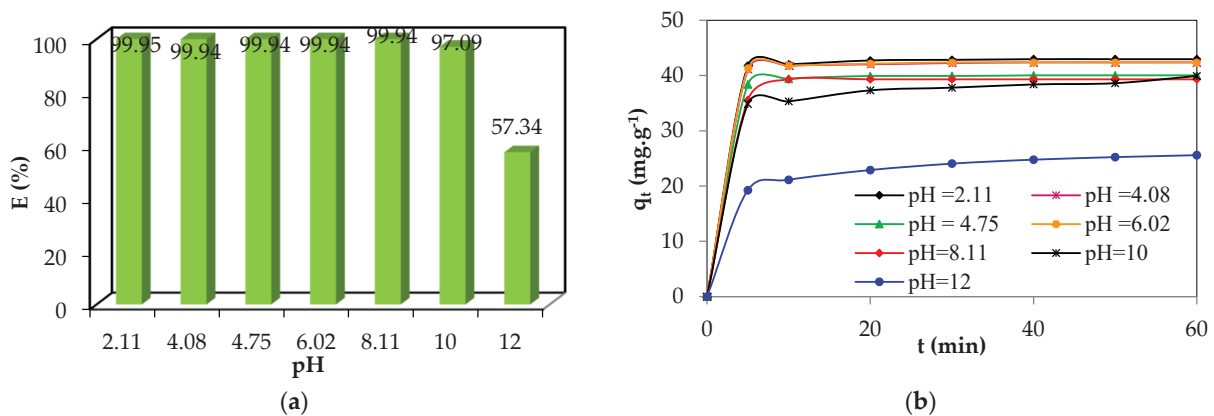 99.95 99.94 99.94 99.94 99.94 97.09 57.34
100
80
60
40
20
0
E (%)
2.11 4.08 4.75 6.02 8.11 10 12
pH
(a)
50
40
30
20
10
0
qt (mg.g-1)
pH =2.11 pH =4.08
pH = 4.75 pH =6.02
pH=8.11 pH=10
pH=12
0 20 40 60
t (min)
(b)